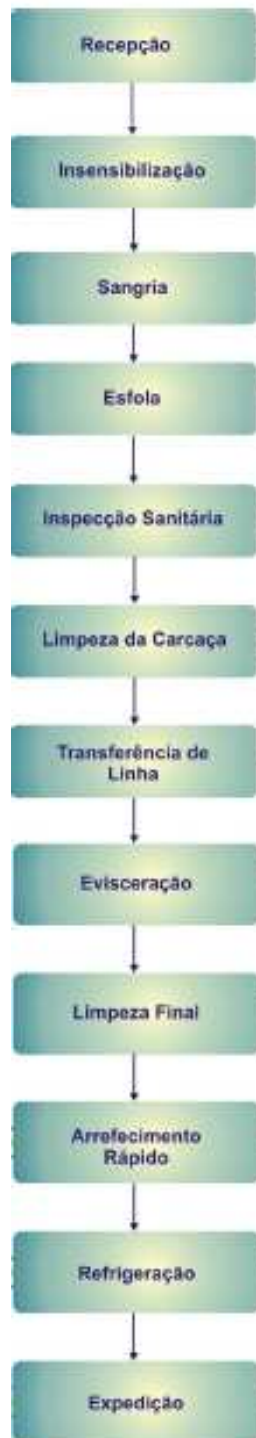 Recepção
Insensibilização
Sangria
Esfola
Inspecção Sanitária
Limpeza da Carcaça
Transferência de
Linha
Evisceração
Limpeza Final
Arrefecimento
Rápido
Refrigeração
Expedição